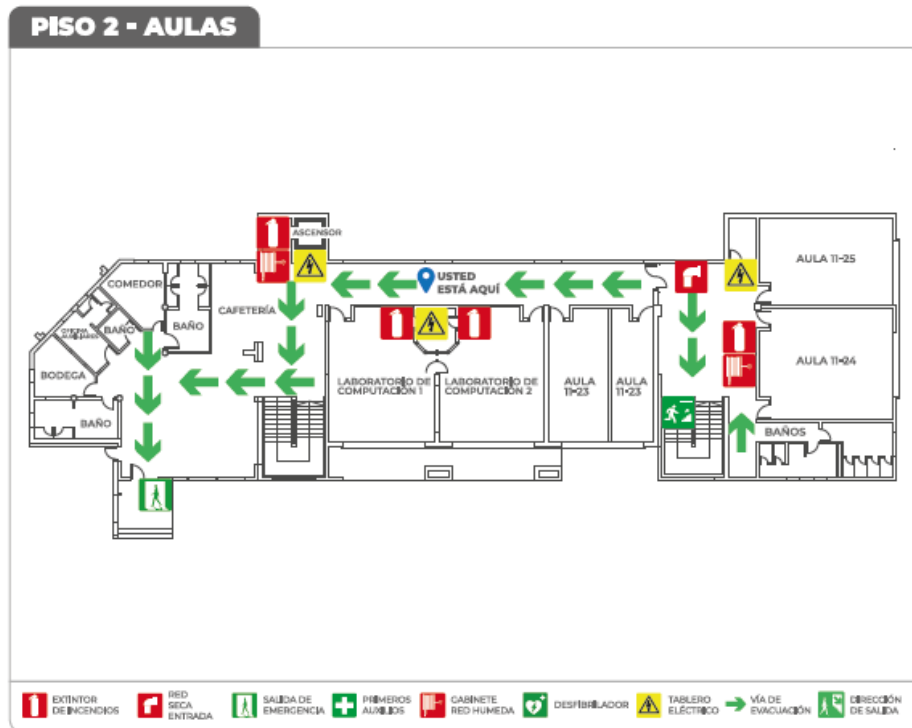 PISO 2 - AULAS
ASCENSOR
AULA 11-25
COMEDOR
USTED
ESTÁ AQUÍ
CAFETERÍA
BAÑO
BAÑO
BODEGA
AULA 11-24
LABORATORIO DE
COMPUTACIÓN 1
LABORATORIO DE
COMPUTACIÓN 2
AULA
11-23
AULA
11-23
BAÑO
BAÑOS
EXTINTOR
DE INCENDIOS
RED
SECA
ENTRADA
SALIDA DE
EMERGENCIA
PRIMEROS
AUXILIOS
GABINETE
RED HUMEDA
DESFIBRILADOR
TABLERO
ELÉCTRICO
VÍA DE
EVACUACIÓN
DIRECCIÓN
DE SALIDA